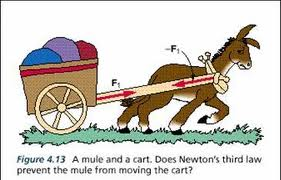 –F₁
F₁
Figure 4.13 A mule and a cart. Does Newton's third law
prevent the mule from moving the cart?